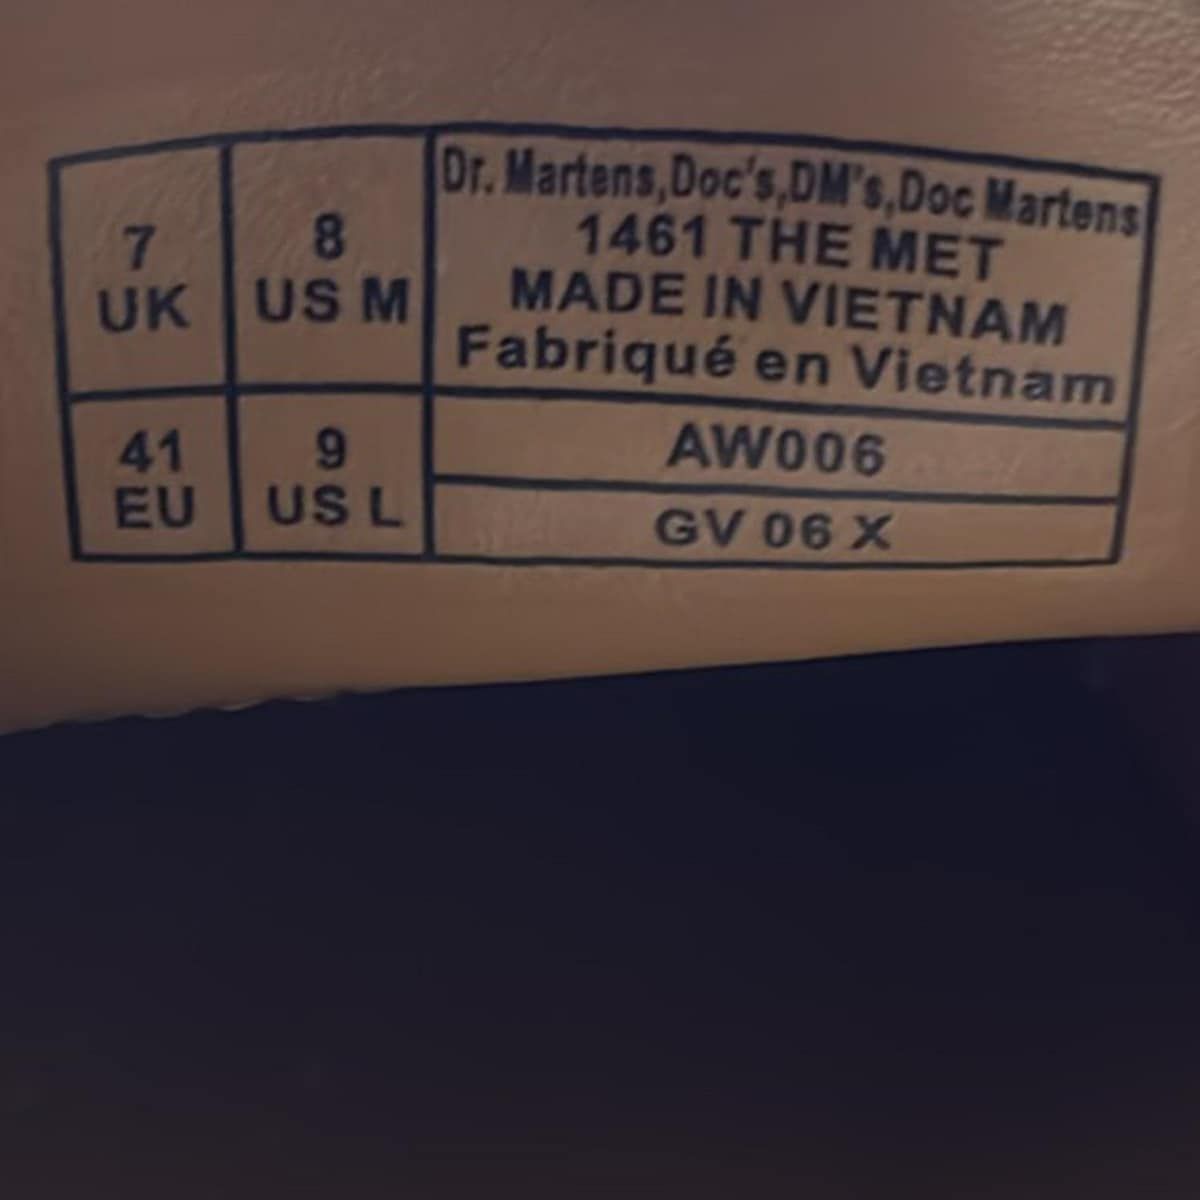 7
UK
8
US M
41
EU
9
US L
Dr. Martens,Doc's,DM's,Doc Martens
1461 THE MET
MADE IN VIETNAM
Fabriqué en Vietnam
AW006
GV 06 X